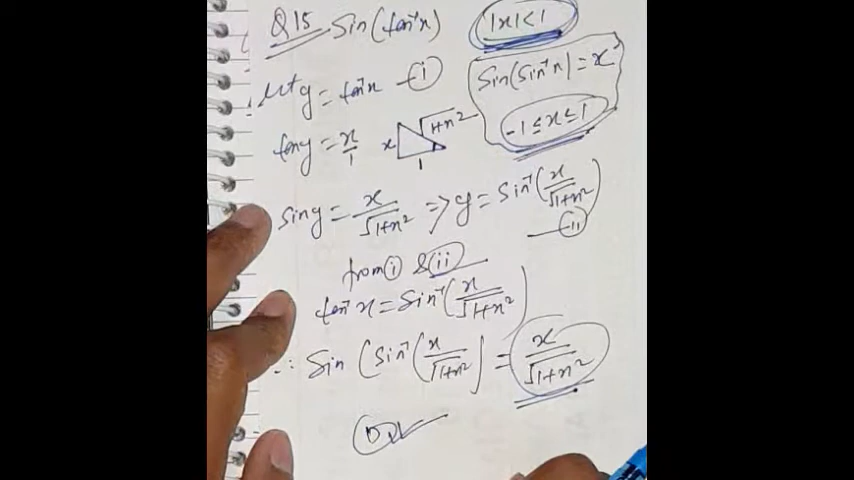 Q15 Sin(tan⁻¹x) |x|<1
Let y = tan⁻¹x –(i)
Sin(Sin⁻¹x) = x
-1≤x≤1
tan y = x/1
x √1+x² 1
Sin y = x/√1+x² => y = Sin⁻¹(x/√1+x²)
—(ii)
from (i) & (ii)
tan⁻¹x = Sin⁻¹(x/√1+x²)
∴ Sin(Sin⁻¹(x/√1+x²) = x/√1+x²